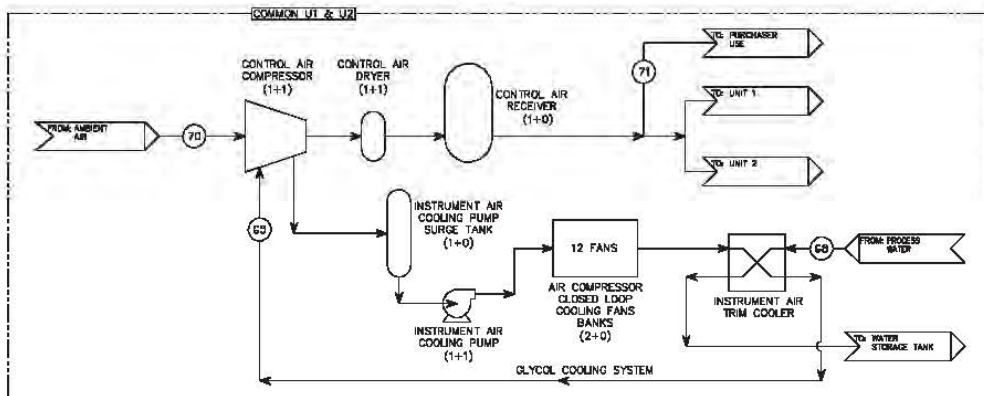 COMMON U1 & U2
CONTROL AIR
COMPRESSOR
(1+1)
CONTROL AIR
DRYER
(1+1)
CONTROL AIR
RECEIVER
(1+0)
TO: PURCHASER
USE
71
TO: UNIT 1
TO: UNIT 2
FROM: AMBIENT
AIR
70
69
INSTRUMENT AIR
COOLING PUMP
SURGE TANK
(1+0)
INSTRUMENT AIR
COOLING PUMP
(1+1)
12 FANS
AIR COMPRESSOR
CLOSED LOOP
COOLING FANS
BANKS
(2+0)
INSTRUMENT AIR
TRIM COOLER
68
FROM: PROCESS
WATER
TO: WATER
STORAGE TANK
GLYCOL COOLING SYSTEM